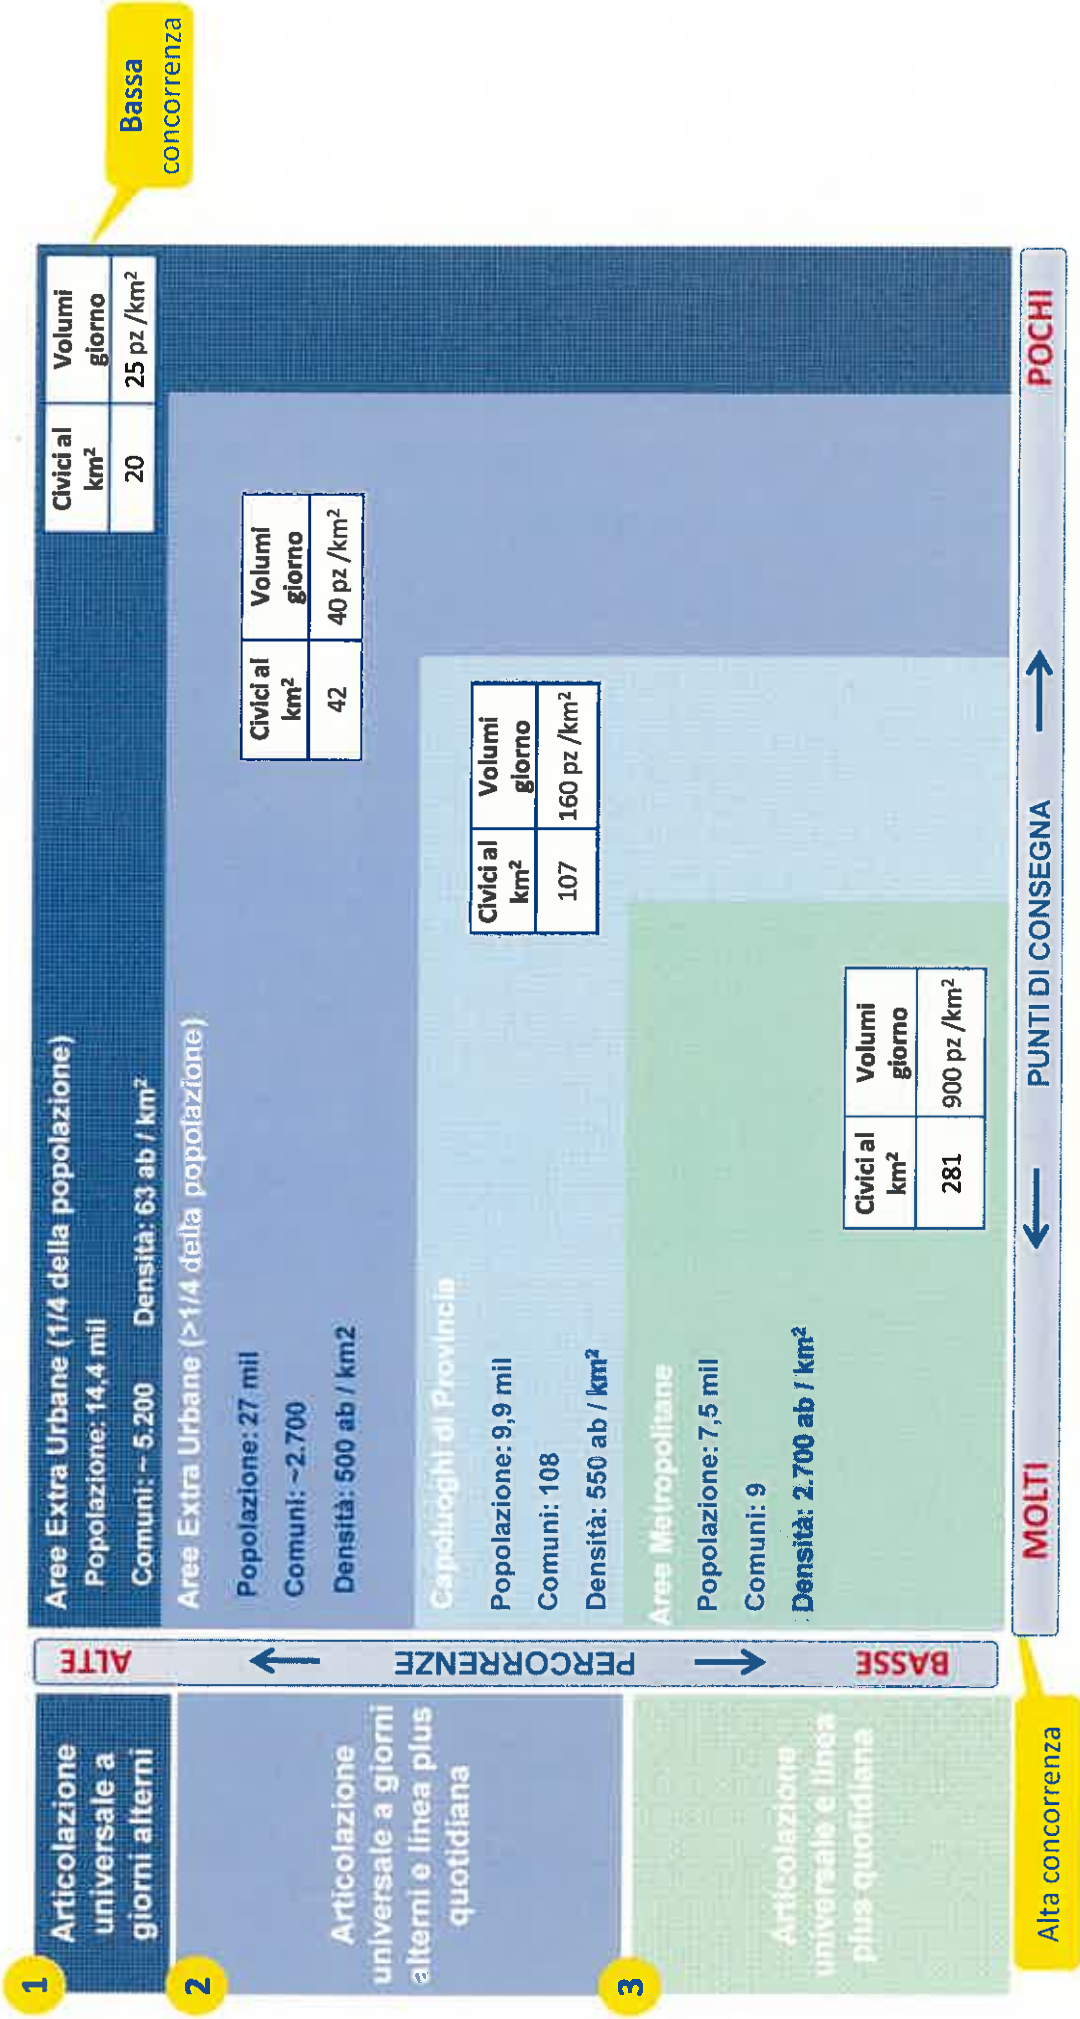 1
Articolazione
universale a
giorni alterni
2
Articolazione
universale a giorni
alterni e linea plus
quotidiana
3
Articolazione
universale e linea
plus quotidiane
ALTE
PERCORRENZE
BASSE
Aree Extra Urbane (1/4 della popolazione)
Popolazione: 14.4 mil
Comuni: ~ 5.200 Densità: 63 ab / km²
Civici al
km²
Volumi
giorno
20
25 pz /km²
Bassa
concorrenza
Aree Extra Urbane (>1/4 della popolazione)
Popolazione: 27 mil
Comuni: ~2.700
Densità: 500 ab / km2
Civici al
km²
Volumi
giorno
42
40 pz /km²
Capoluoghi di Provincia
Popolazione: 9,9 mil
Comuni: 108
Densità: 550 ab / km²
Civici al
km²
Volumi
giorno
107
160 pz /km²
Aree Metropolitane
Popolazione: 7,5 mil
Comuni: 9
Densità: 2.700 ab / km²
Civici al
km²
Volumi
giorno
281
900 pz /km²
MOLTI
PUNTI DI CONSEGNA
POCHI
Alta concorrenza